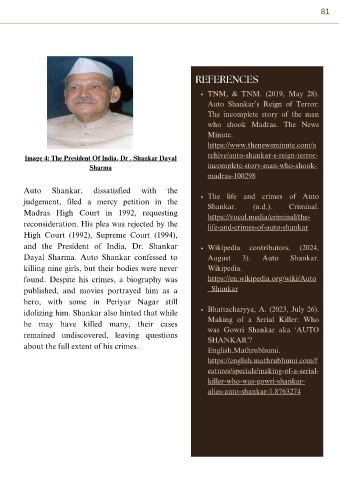 81
Image 4: The President Of India, Dr . Shankar Dayal
Sharma
Auto Shankar, dissatisfied with the
judgement, filed a mercy petition in the
Madras High Court in 1992, requesting
reconsideration. His plea was rejected by the
High Court (1992), Supreme Court (1994),
and the President of India, Dr. Shankar
Dayal Sharma. Auto Shankar confessed to
killing nine girls, but their bodies were never
found. Despite his crimes, a biography was
published, and movies portrayed him as a
hero, with some in Periyar Nagar still
idolizing him. Shankar also hinted that while
he may have killed many, their cases
remained undiscovered, leaving questions
about the full extent of his crimes.
REFERENCES
• TNM, & TNM. (2019, May 28).
Auto Shankar's Reign of Terror:
The incomplete story of the man
who shook Madras. The News
Minute.
https://www.thenewsminute.com/a
rchive/auto-shankar-s-reign-terror-
incomplete-story-man-who-shook-
madras-100298
• The life and crimes of Auto
Shankar. (n.d.). Criminal.
https://vocal.media/criminal/the-
life-and-crimes-of-auto-shankar
• Wikipedia contributors. (2024,
August 3). Auto Shankar.
Wikipedia.
https://en.wikipedia.org/wiki/Auto
_Shankar
• Bhattacharyya, A. (2023, July 26).
Making of a Serial Killer: Who
was Gowri Shankar aka ‘AUTO
SHANKAR’?
English.Mathrubhumi.
https://english.mathrubhumi.com/f
eatures/specials/making-of-a-serial-
killer-who-was-gowri-shankar-
alias-auto-shankar-1.8763274